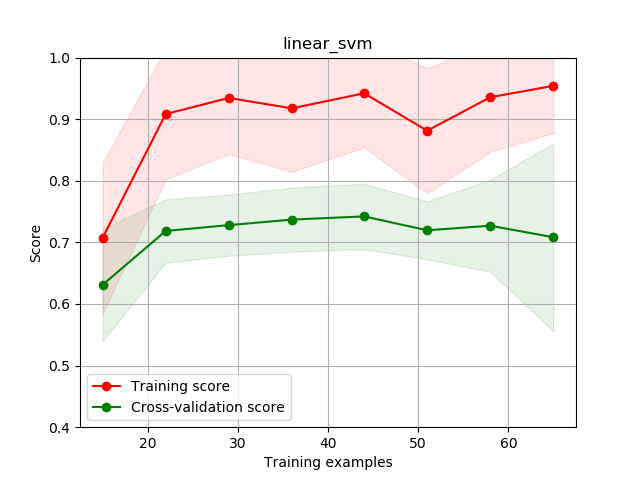 linear_svm
1.0
0.9
0.8
0.7
0.6
0.5
0.4
Score
Training score
Cross-validation score
20 30 40 50 60
Training examples